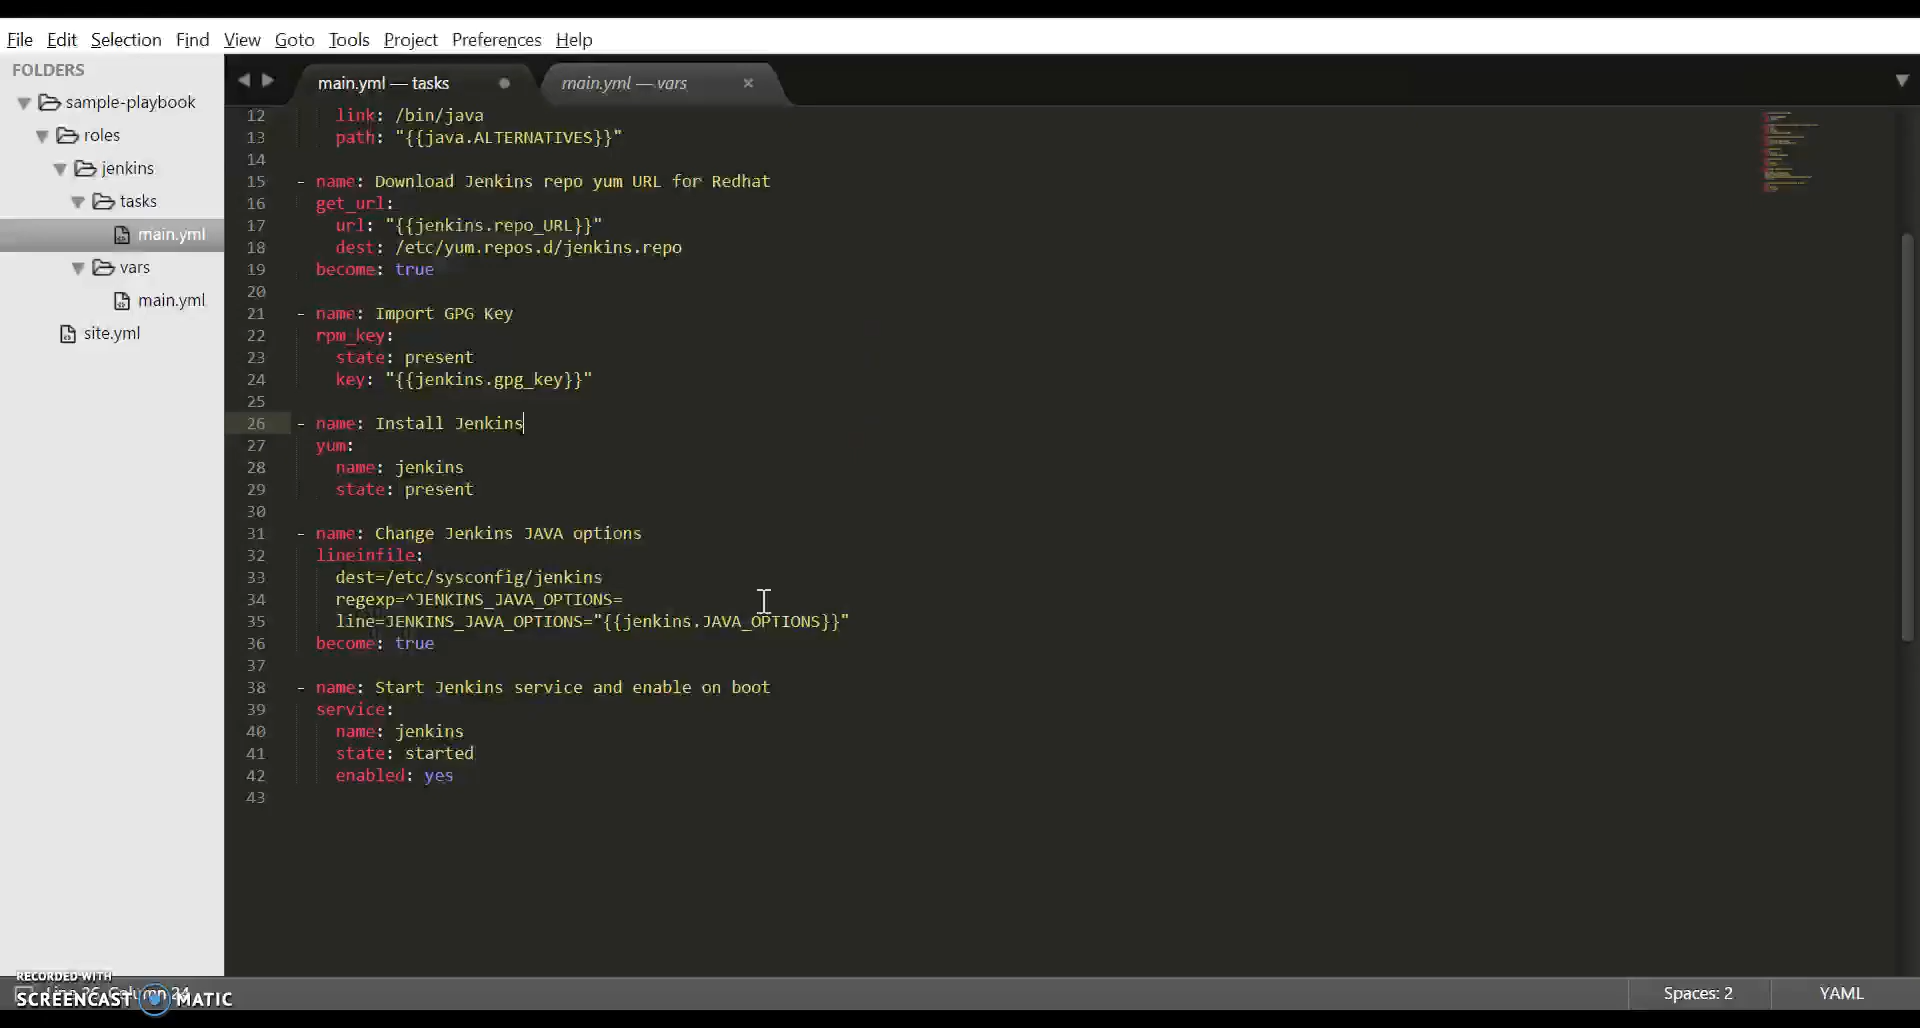 File Edit Selection Find View Goto Tools Project Preferences Help
FOLDERS
sample-playbook
roles
jenkins
tasks
main.yml
vars
main.yml
site.yml
main.yml — tasks
main.yml — vars
12 link: /bin/java
13 path: "{{java.ALTERNATIVES}}"
14
15 - name: Download Jenkins repo yum URL for Redhat
16 get_url:
17 url: "{{jenkins.repo_URL}}"
18 dest: /etc/yum.repos.d/jenkins.repo
19 become: true
20
21 - name: Import GPG Key
22 rpm_key:
23 state: present
24 key: "{{jenkins.gpg_key}}"
25
26 - name: Install Jenkins
27 yum:
28 name: jenkins
29 state: present
30
31 - name: Change Jenkins JAVA options
32 lineinfile:
33 dest=/etc/sysconfig/jenkins
34 regexp=^JENKINS_JAVA_OPTIONS=
35 line=JENKINS_JAVA_OPTIONS="{{jenkins.JAVA_OPTIONS}}"
36 become: true
37
38 - name: Start Jenkins service and enable on boot
39 service:
40 name: jenkins
41 state: started
42 enabled: yes
43
RECORDED WITH
SCREENCAST MATIC
Line 26, Column 24
Spaces: 2
YAML